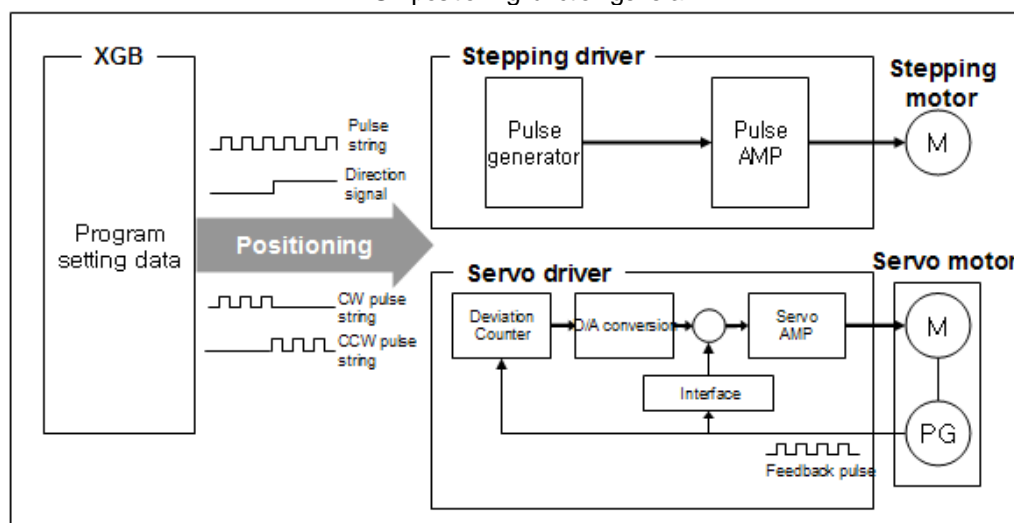 positioning
XGB
Program
setting data
Pulse
string
Direction
signal
Positioning
CW pulse
string
CCW pulse
string
Stepping driver
Pulse
generator
Pulse
AMP
Stepping
motor
M
Servo driver
Deviation
Counter
D/A conversion
Servo
AMP
Interface
Feedback pulse
Servo motor
M
PG